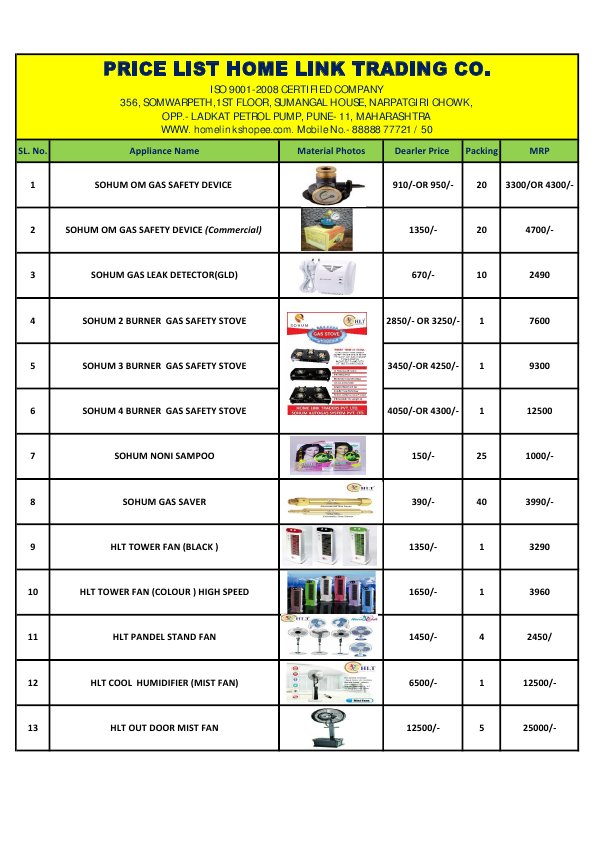 PRICE LIST HOME LINK TRADING CO.
ISO 9001-2008 CERTIFIED COMPANY
356, SOMWARPETH,1ST FLOOR, SUMANGAL HOUSE, NARPATGIRI CHOWK,
OPP.- LADKAT PETROL PUMP, PUNE- 11, MAHARASHTRA
WWW. homelinkshopee.com. Mobile No.- 88888 77721 / 50
SL. No. Appliance Name Material Photos Dearler Price Packing MRP
1 SOHUM OM GAS SAFETY DEVICE 910/-OR 950/- 20 3300/OR 4300/-
2 SOHUM OM GAS SAFETY DEVICE (Commercial) 1350/- 20 4700/-
3 SOHUM GAS LEAK DETECTOR(GLD) 670/- 10 2490
SOHUM HLT
GAS STOVE
4 SOHUM 2 BURNER GAS SAFETY STOVE 2850/- OR 3250/- 1 7600
5 SOHUM 3 BURNER GAS SAFETY STOVE 3450/-OR 4250/- 1 9300
6 SOHUM 4 BURNER GAS SAFETY STOVE 4050/-OR 4300/- 1 12500
HOME LINK TRADERS PVT. LTD.
SOHUM AUTOGAS SYSTEM PVT. LTD.
7 SOHUM NONI SAMPOO 150/- 25 1000/-
8 SOHUM GAS SAVER HLT 390/- 40 3990/-
9 HLT TOWER FAN (BLACK ) HLT 1350/- 1 3290
10 HLT TOWER FAN (COLOUR ) HIGH SPEED 1650/- 1 3960
11 HLT PANDEL STAND FAN HLT 1450/- 4 2450/
12 HLT COOL HUMIDIFIER (MIST FAN) HLT 6500/- 1 12500/-
Mist Fan
13 HLT OUT DOOR MIST FAN 12500/- 5 25000/-